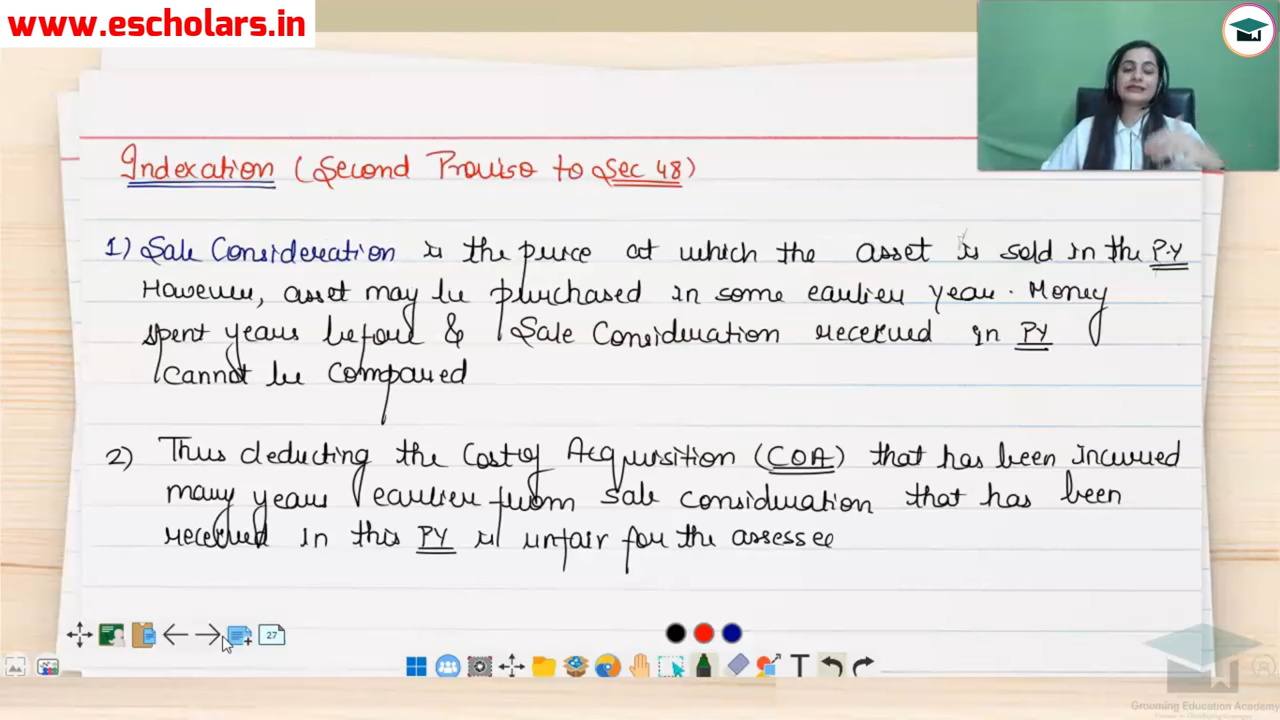 www.escholars.in
Indexation (Second Proviso to Sec 48)
1) Sale Consideration is the price at which the asset is sold in the P.Y
However, asset may be purchased in some earlier year. Money
spent years before & Sale Consideration received in PY
cannot be compared
2) Thus deducting the Cost of Acquisition (COA) that has been incurred
many years earlier from sale consideration that has been
received in this PY is unfair for the assessee
27
T
Grooming Education Academy